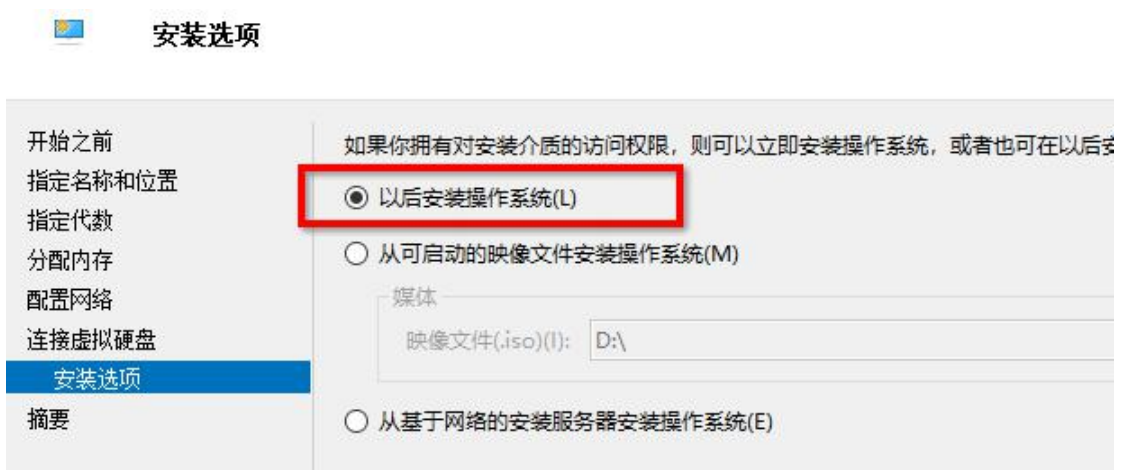 安装选项
开始之前
指定名称和位置
指定代数
分配内存
配置网络
连接虚拟硬盘
安装选项
摘要
如果你拥有对安装介质的访问权限，则可以立即安装操作系统，或者也可在以后安
以后安装操作系统(L)
从可启动的映像文件安装操作系统(M)
媒体
映像文件(.iso)(I):
D:\
从基于网络的安装服务器安装操作系统(E)